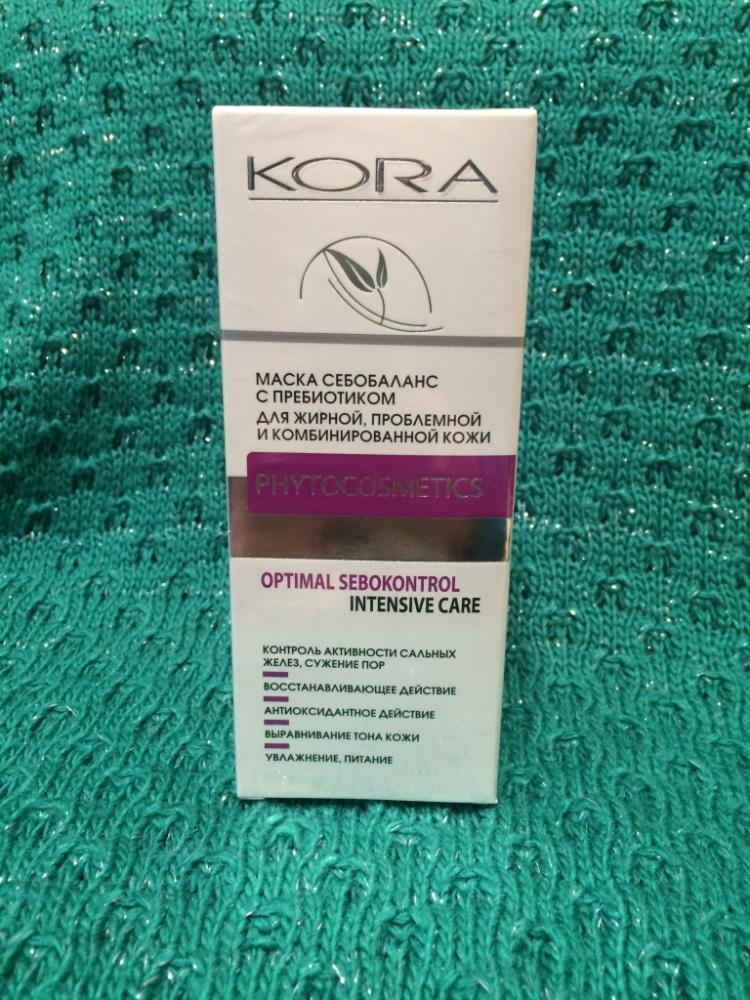 KORA
МАСКА СЕБОБАЛАНС
С ПРЕБИОТИКОМ
ДЛЯ ЖИРНОЙ, ПРОБЛЕМНОЙ
И КОМБИНИРОВАННОЙ КОЖИ
PHYTOCOSMETICS
OPTIMAL SEBOKONTROL
INTENSIVE CARE
КОНТРОЛЬ АКТИВНОСТИ САЛЬНЫХ
ЖЕЛЕЗ, СУЖЕНИЕ ПОР
ВОССТАНАВЛИВАЮЩЕЕ ДЕЙСТВИЕ
АНТИОКСИДАНТНОЕ ДЕЙСТВИЕ
ВЫРАВНИВАНИЕ ТОНА КОЖИ
УВЛАЖНЕНИЕ, ПИТАНИЕ